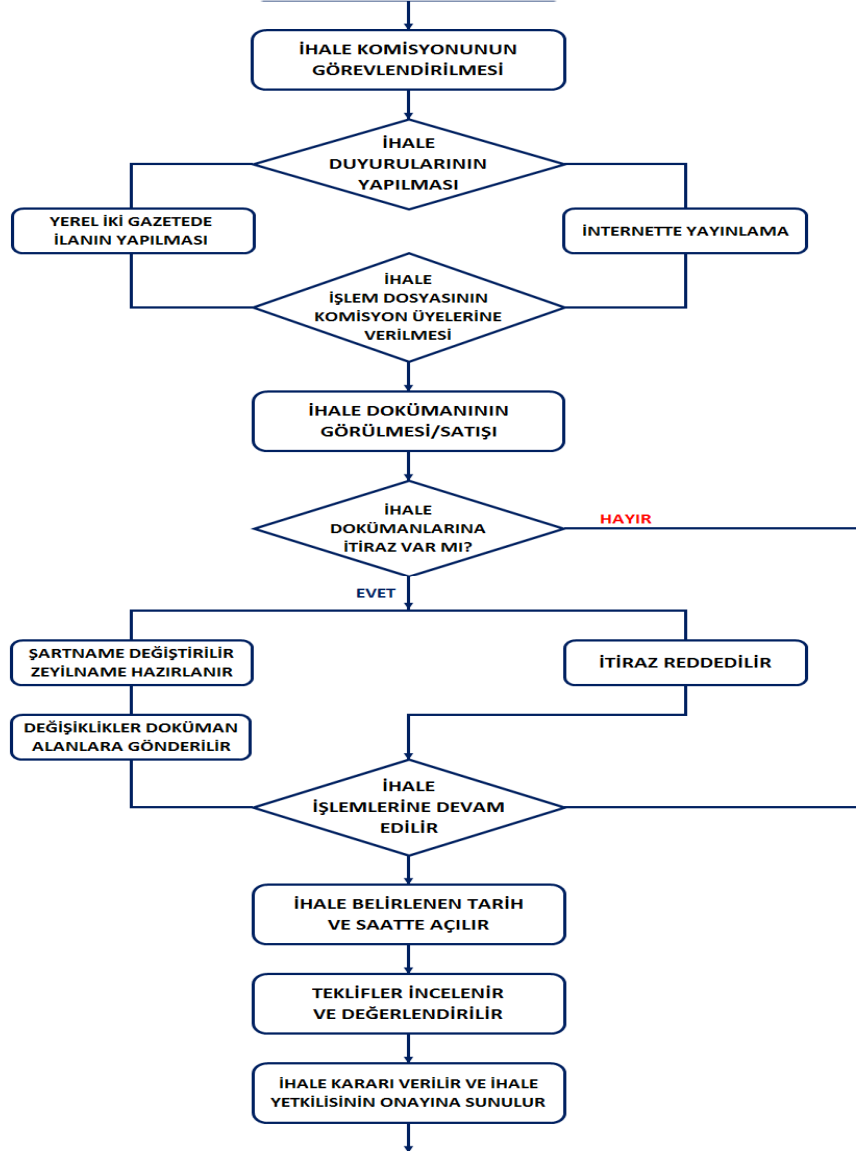 İHALE KOMİSYONUNUN
GÖREVLENDİRİLMESİ
İHALE
DUYURULARININ
YAPILMASI
YEREL İKİ GAZETEDE
İLANIN YAPILMASI
İNTERNETTE YAYINLAMA
İHALE
İŞLEM DOSYASININ
KOMİSYON ÜYELERİNE
VERİLMESİ
İHALE DOKÜMANININ
GÖRÜLMESİ/SATIŞI
İHALE
DOKÜMANLARINA
İTİRAZ VAR MI?
HAYIR
EVET
ŞARTNAME DEĞİŞTİRİLİR
ZEYİLNAME HAZIRLANIR
İTİRAZ REDDEDİLİR
DEĞİŞİKLİKLER DOKÜMAN
ALANLARA GÖNDERİLİR
İHALE
İŞLEMLERİNE DEVAM
EDİLİR
İHALE BELİRLENEN TARİH
VE SAATTE AÇILIR
TEKLİFLER İNCELENİR
VE DEĞERLENDİRİLİR
İHALE KARARI VERİLİR VE İHALE
YETKİLİSİNİN ONAYINA SUNULUR